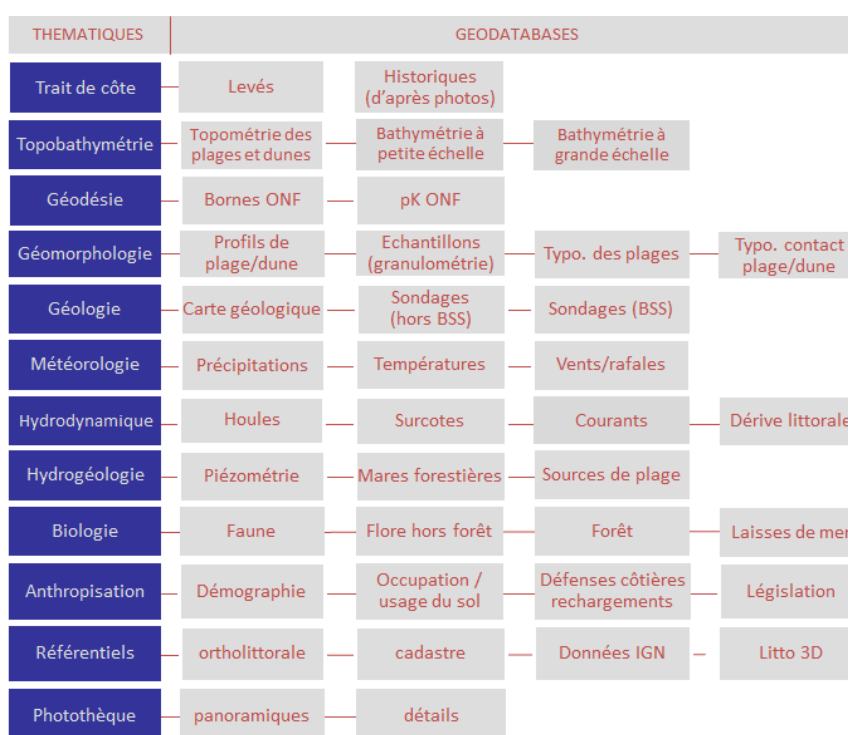 THEMATIQUES GEODATABASES
Trait de côte Levés Historiques
(d'après photos)
Topobathymétrie Topométrie des
plages et dunes Bathymétrie à
petite échelle Bathymétrie à
grande échelle
Géodésie Bornes ONF pK ONF
Géomorphologie Profils de
plage/dune Echantillons
(granulométrie) Typo. des plages Typo. contact
plage/dune
Géologie Carte géologique Sondages
(hors BSS) Sondages (BSS)
Météorologie Précipitations Températures Vents/rafales
Hydrodynamique Houles Surcotes Courants Dérive littorale
Hydrogéologie Piézométrie Mares forestières Sources de plage
Biologie Faune Flore hors forêt Forêt Laisses de mer
Anthropisation Démographie Occupation /
usage du sol Défenses côtières
rechargements Législation
Référentiels ortholittorale cadastre Données IGN Litto 3D
Photothèque panoramiques détails